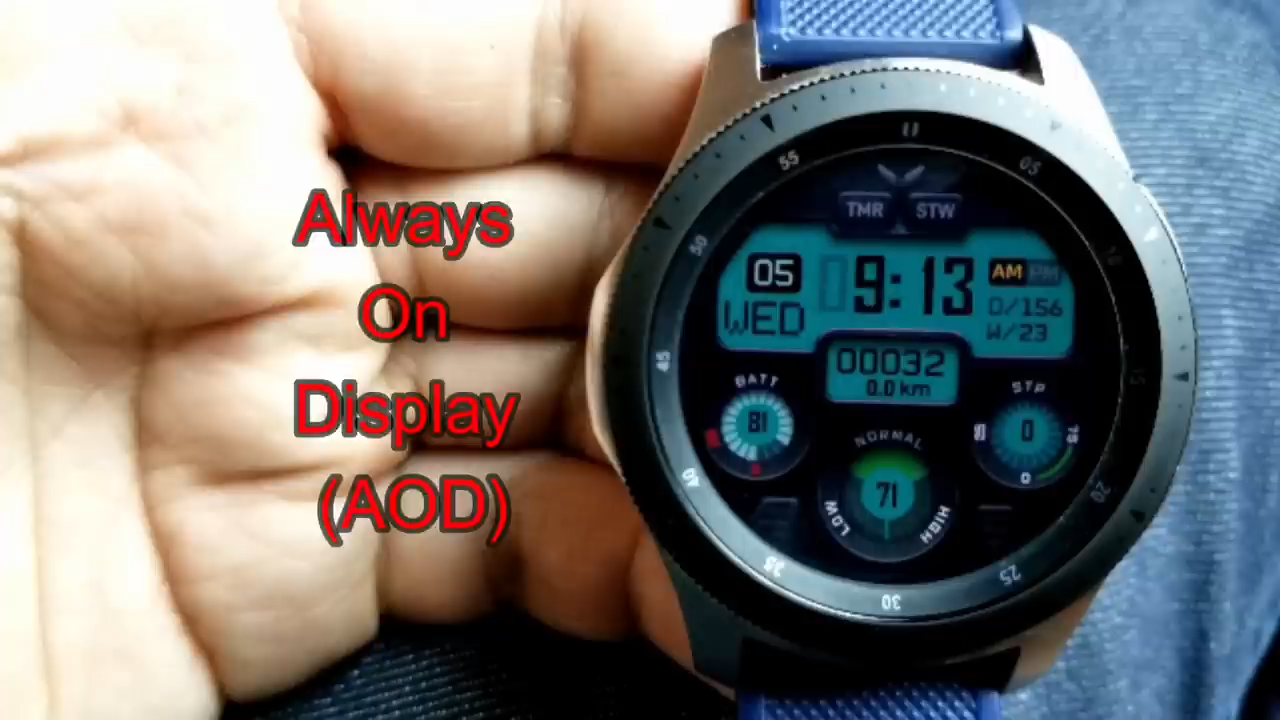 Always
On
Display
(AOD)
55
05
50
45
40
35
30
25
20
TMR STW
05
WED
9:13
AM PM
D/156
W/23
00032
0.0 km
BATT
81
NORMAL
71
LOW
HIGH
STP
0
0